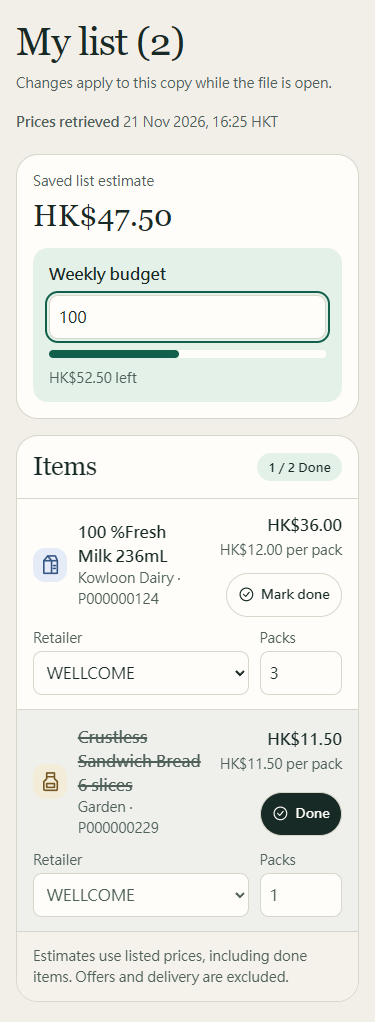 My list (2)
Changes apply to this copy while the file is open.
Prices retrieved 21 Nov 2026, 16:25 HKT
Saved list estimate
HK$47.50
Weekly budget
100
HK$52.50 left
Items
1 / 2 Done
100 %Fresh
Milk 236mL
Kowloon Dairy ·
P000000124
HK$36.00
HK$12.00 per pack
Mark done
Retailer
Packs
WELLCOME
3
Crustless
Sandwich Bread
6 slices
Garden ·
P000000229
HK$11.50
HK$11.50 per pack
Done
Retailer
Packs
WELLCOME
1
Estimates use listed prices, including done
items. Offers and delivery are excluded.